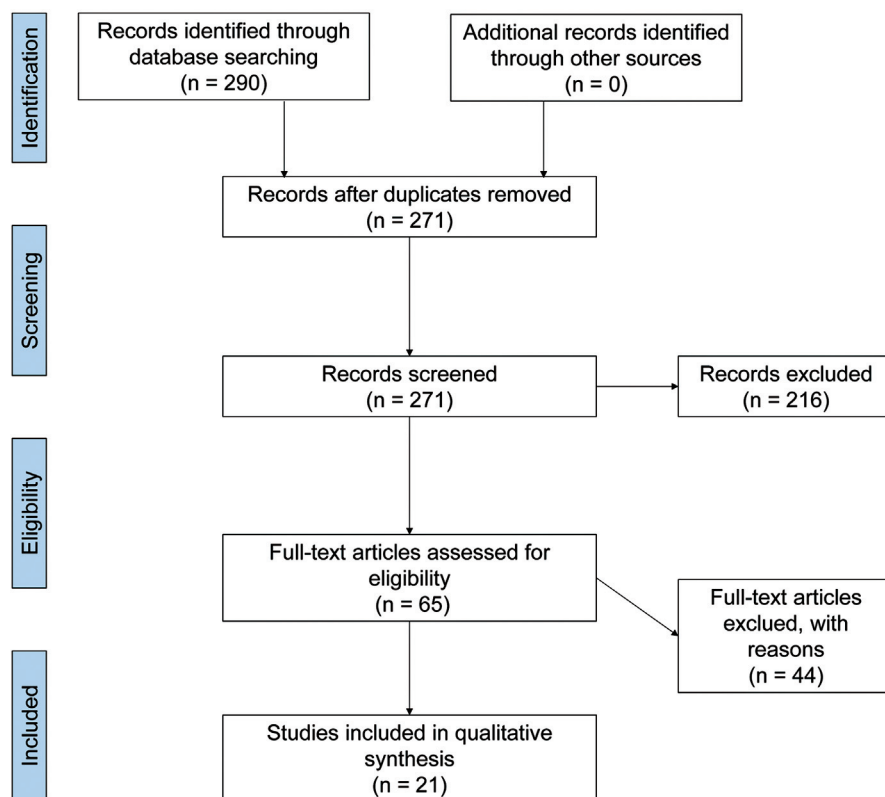 Identification
Records identified through
database searching
(n = 290)
Additional records identified
through other sources
(n = 0)
Records after duplicates removed
(n = 271)
Screening
Records screened
(n = 271)
Records excluded
(n = 216)
Eligibility
Full-text articles assessed for
eligibility
(n = 65)
Full-text articles
exclued, with
reasons
(n = 44)
Included
Studies included in qualitative
synthesis
(n = 21)